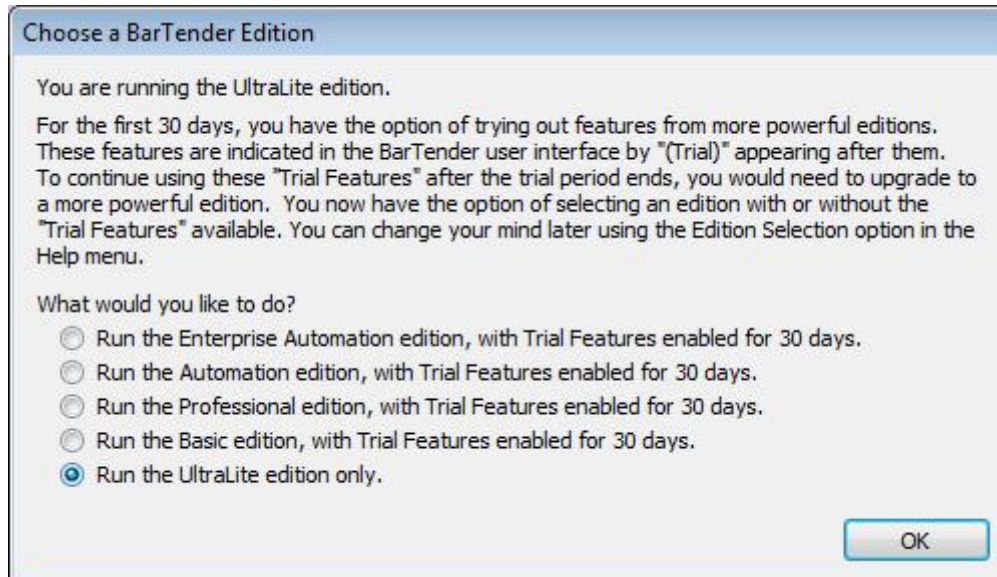 Choose a BarTender Edition
You are running the UltraLite edition.
For the first 30 days, you have the option of trying out features from more powerful editions.
These features are indicated in the BarTender user interface by "(Trial)" appearing after them.
To continue using these "Trial Features" after the trial period ends, you would need to upgrade to
a more powerful edition.  You now have the option of selecting an edition with or without the
"Trial Features" available. You can change your mind later using the Edition Selection option in the
Help menu.
What would you like to do?
Run the Enterprise Automation edition, with Trial Features enabled for 30 days.
Run the Automation edition, with Trial Features enabled for 30 days.
Run the Professional edition, with Trial Features enabled for 30 days.
Run the Basic edition, with Trial Features enabled for 30 days.
Run the UltraLite edition only.
OK